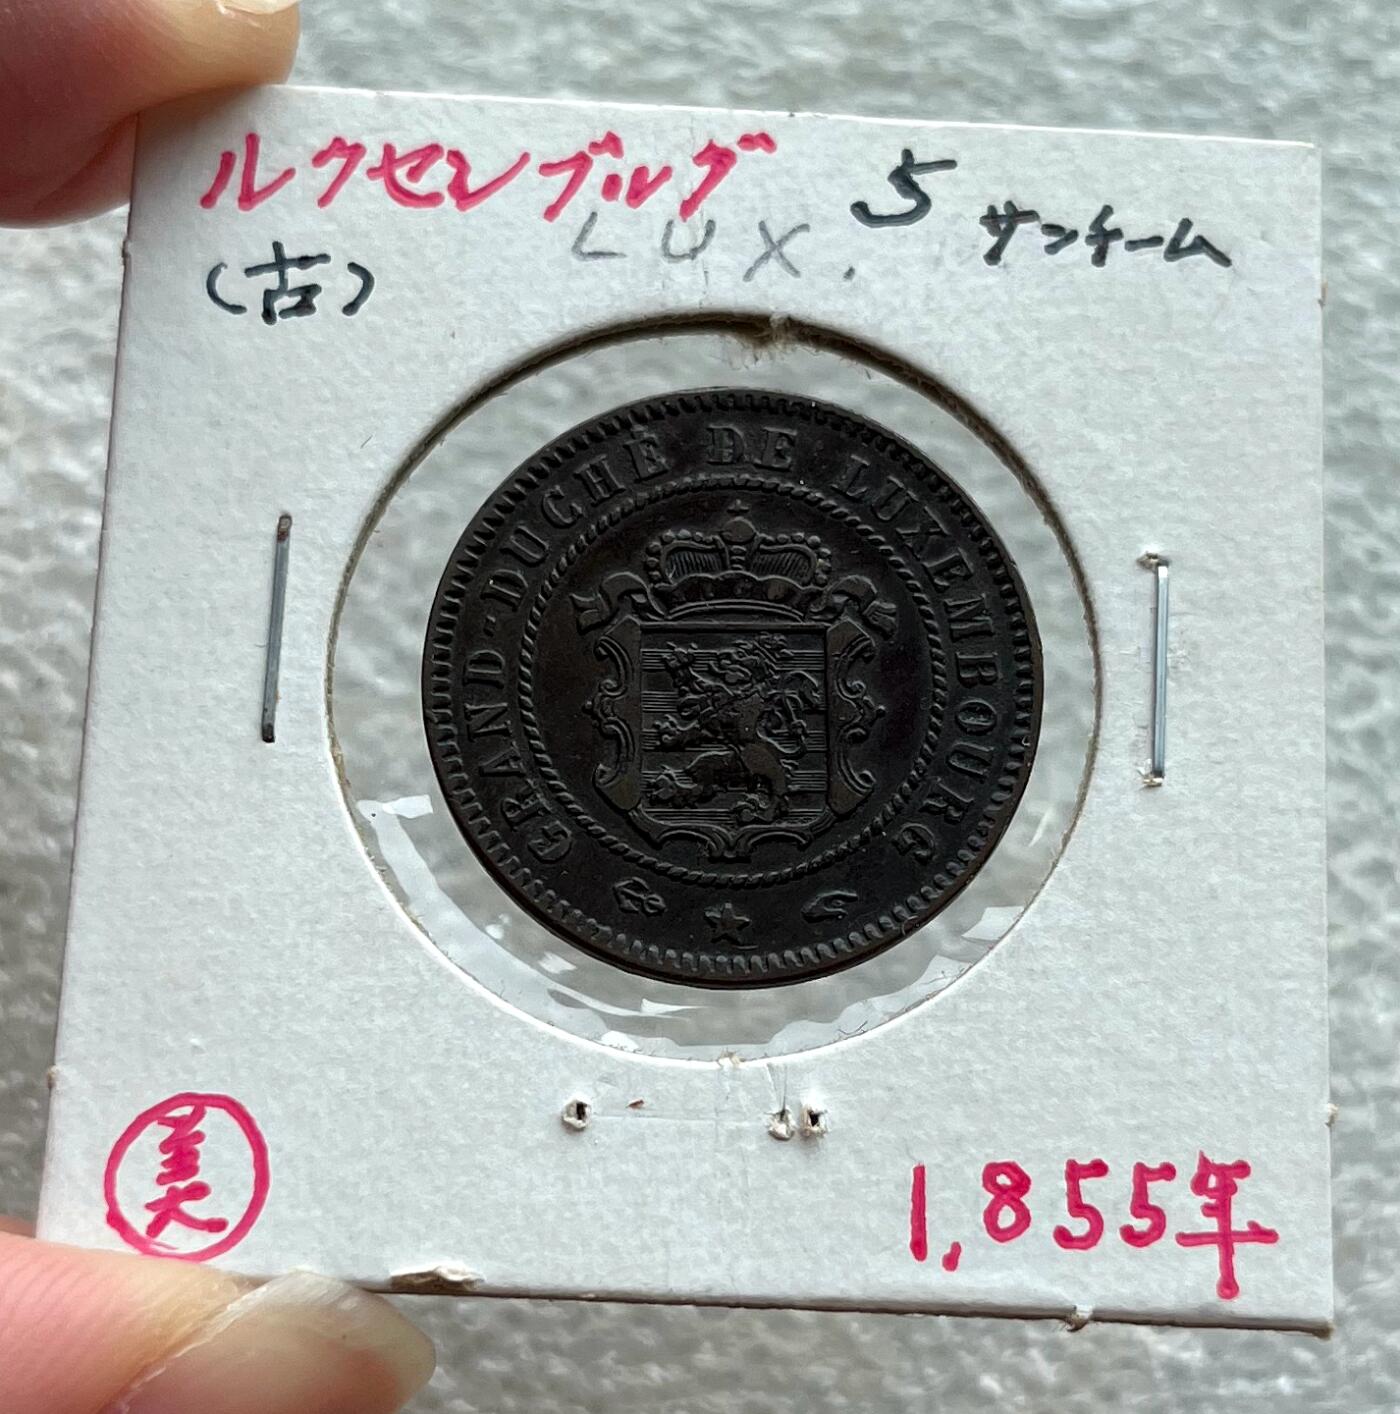 ルクセンブルグ 5 サンチーム
LUX.
(古)
GRAND-DUCHÉ DE LUXEMBOURG
美
1,855年